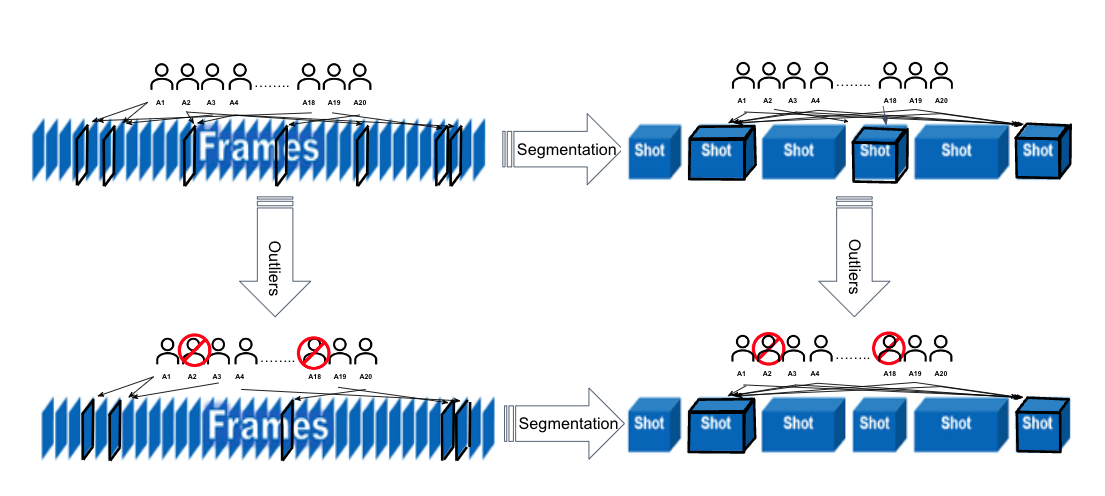 A1 A2 A3 A4 ........ A18 A19 A20
Frames
Segmentation
A1 A2 A3 A4 ........ A18 A19 A20
Shot Shot Shot Shot Shot Shot
Outliers
Outliers
A1 A2 A3 A4 ........ A18 A19 A20
Frames
Segmentation
A1 A2 A3 A4 ........ A18 A19 A20
Shot Shot Shot Shot Shot Shot